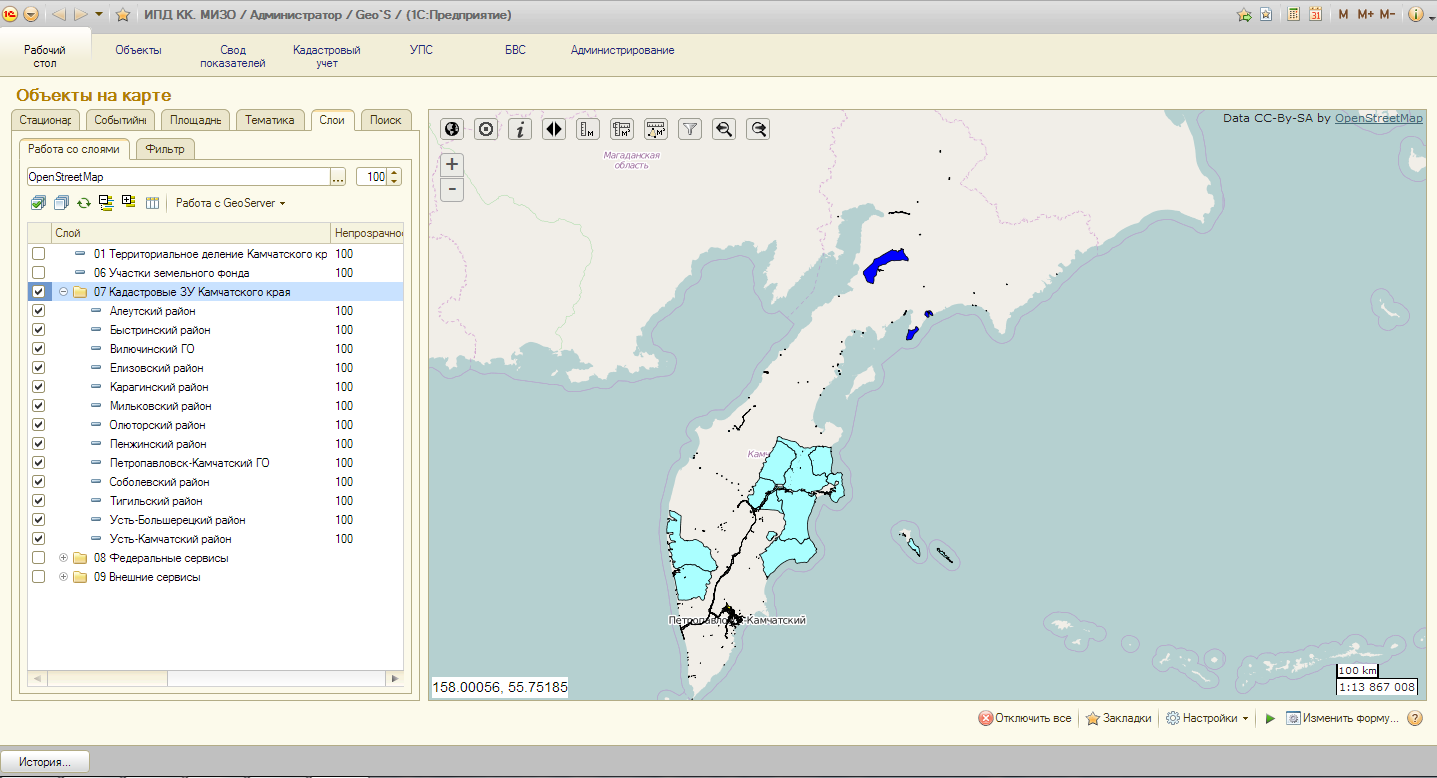 ИПД КК. МИЗО / Администратор / Geo`S / (1С:Предприятие)
M M+ M-
Рабочий стол
Объекты
Свод показателей
Кадастровый учет
УПС
БВС
Администрирование
Объекты на карте
Стационар
Событийн
Площаднь
Тематика
Слои
Поиск
Работа со слоями
Фильтр
OpenStreetMap ... 100
Работа с GeoServer
Слой Непрозрачнос
01 Территориальное деление Камчатского кр 100
06 Участки земельного фонда 100
07 Кадастровые ЗУ Камчатского края
Алеутский район 100
Быстринский район 100
Вилючинский ГО 100
Елизовский район 100
Карагинский район 100
Мильковский район 100
Олюторский район 100
Пенжинский район 100
Петропавловск-Камчатский ГО 100
Соболевский район 100
Тигильский район 100
Усть-Большерецкий район 100
Усть-Камчатский район 100
08 Федеральные сервисы
09 Внешние сервисы
Data CC-By-SA by OpenStreetMap
+
-
Магаданская
область
Камч
Петропавловск-Камчатский
158.00056, 55.75185
100 km
1:13 867 008
Отключить все
Закладки
Настройки
Изменить форму...
История...